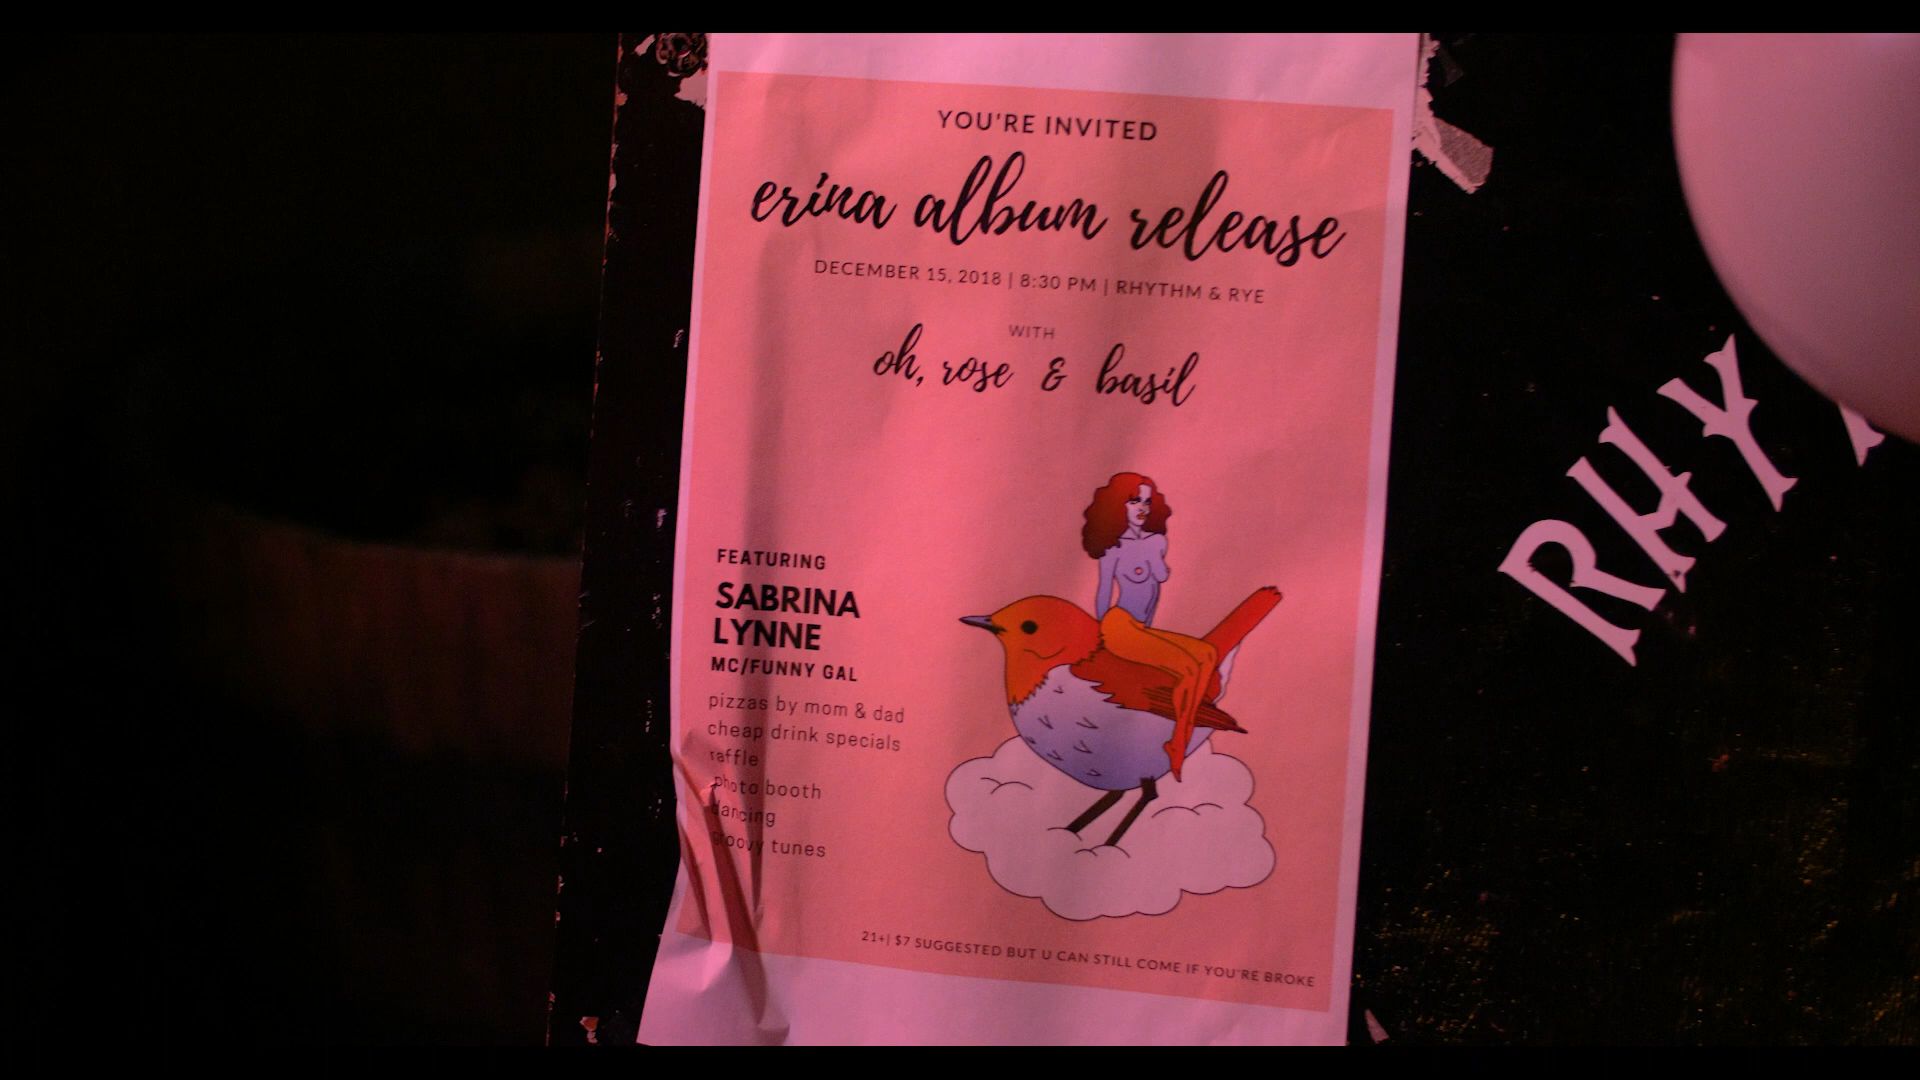 YOU'RE INVITED
erina album release
DECEMBER 15, 2018 | 8:30 PM | RHYTHM & RYE
WITH
oh, rose & basil
FEATURING
SABRINA
LYNNE
MC/FUNNY GAL
pizzas by mom & dad
cheap drink specials
raffle
photo booth
dancing
groovy tunes
21+| $7 SUGGESTED BUT U CAN STILL COME IF YOU'RE BROKE
RHY